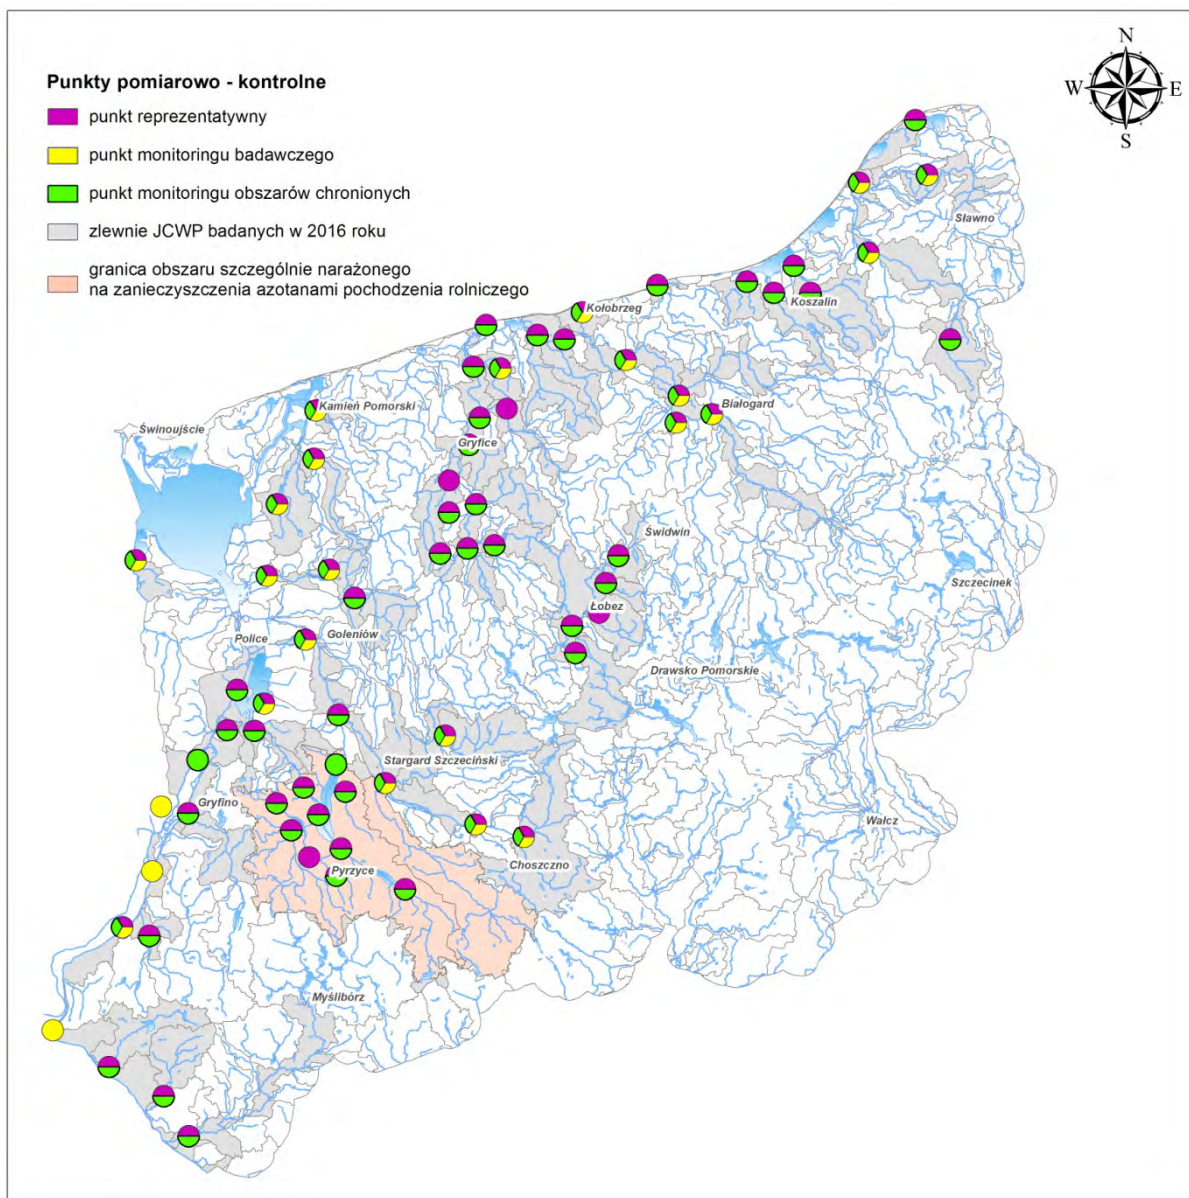 N
W
E
S
Punkty pomiarowo - kontrolne
punkt reprezentatywny
punkt monitoringu badawczego
punkt monitoringu obszarów chronionych
zlewnie JCWP badanych w 2016 roku
granica obszaru szczególnie narażonego
na zanieczyszczenia azotanami pochodzenia rolniczego
Sławno
Koszalin
Kołobrzeg
Kamień Pomorski
Białogard
Świnoujście
Gryfice
Świdwin
Szczecinek
Łobez
Police
Goleniów
Drawsko Pomorskie
Stargard Szczeciński
Gryfino
Wałcz
Choszczno
Pyrzyce
Myślibórz